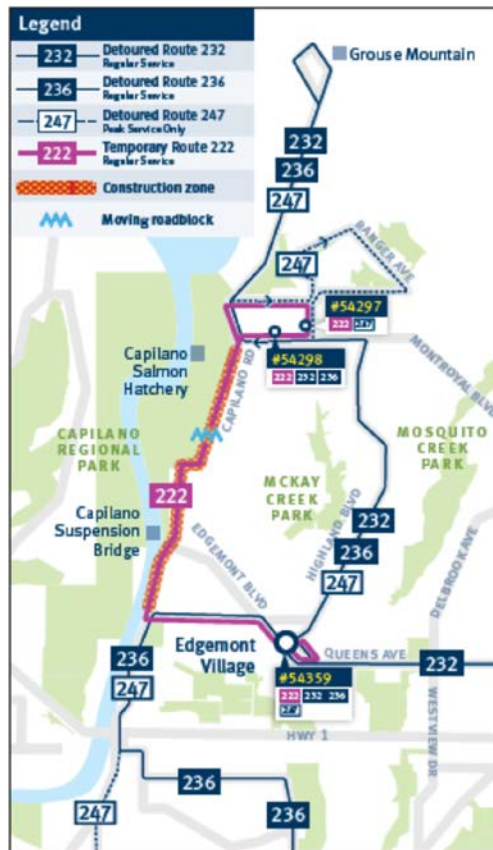 Legend
232 Detoured Route 232
Regular Service
236 Detoured Route 236
Regular Service
247 Detoured Route 247
Peak Service Only
222 Temporary Route 222
Regular Service
Construction zone
Moving roadblock
Grouse Mountain
232
236
247
247
RANGER AVE
#54297
222 247
#54298
222 232 236
CAPILANO RD
MONTROYAL BLVD
Capilano
Salmon
Hatchery
CAPILANO
REGIONAL
PARK
MOSQUITO
CREEK
PARK
MCKAY
CREEK
PARK
222
Capilano
Suspension
Bridge
EDGEMONT BLVD
HIGHLAND BLVD
232
236
247
DELBROOK AVE
Edgemont
Village
QUEENS AVE
232
236
247
#54359
222 232 236
247
HWY 1
WESTVIEW DR
236
247
236